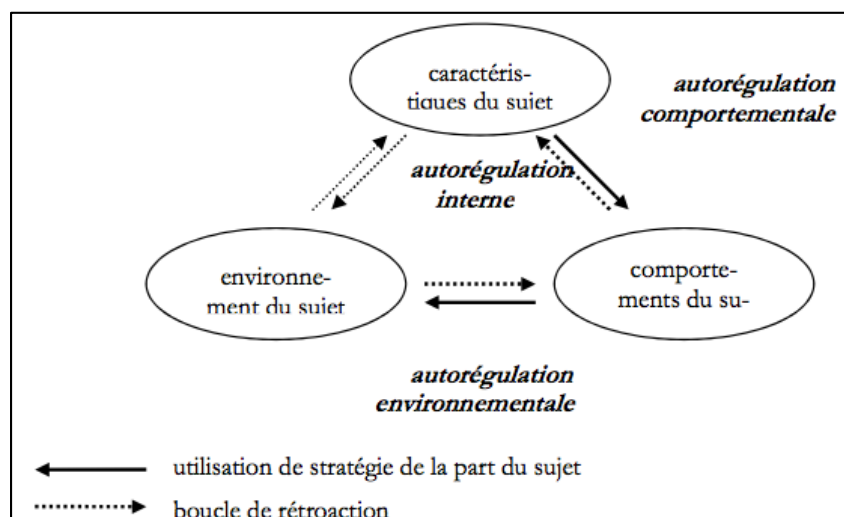 caractéris-
tiques du sujet
autorégulation
comportementale
autorégulation
interne
environne-
ment du sujet
comporte-
ments du su-
autorégulation
environnementale
utilisation de stratégie de la part du sujet
boucle de rétroaction